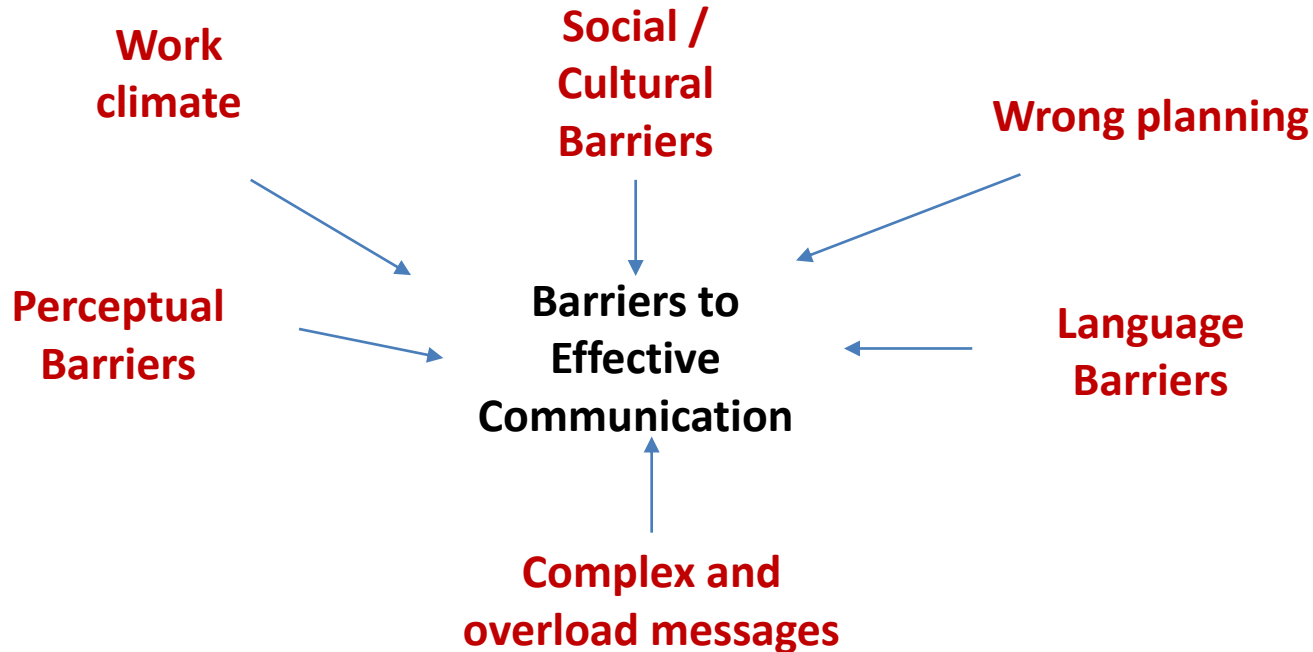 Work
climate
Social /
Cultural
Barriers
Wrong planning
Perceptual
Barriers
Barriers to
Effective
Communication
Language
Barriers
Complex and
overload messages